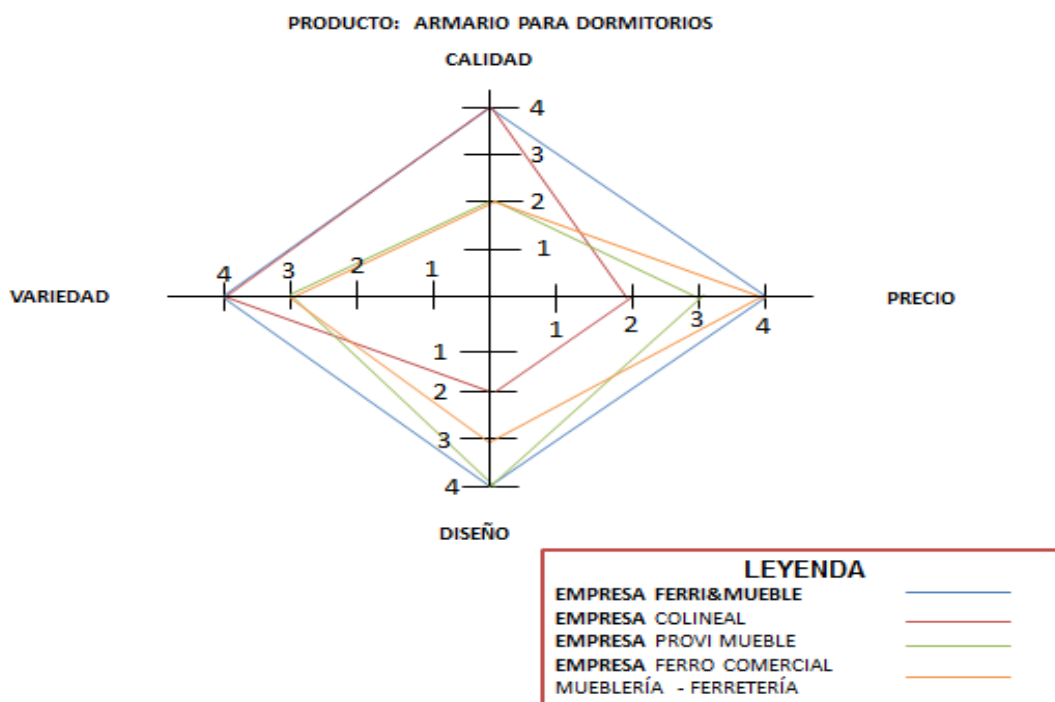 PRODUCTO: ARMARIO PARA DORMITORIOS
CALIDAD
4
3
2
1
4 3 2 1
VARIEDAD
PRECIO
1 2 3 4
1
2
3
4
DISEÑO
LEYENDA
EMPRESA FERRI&MUEBLE
EMPRESA COLINEAL
EMPRESA PROVI MUEBLE
EMPRESA FERRO COMERCIAL
MUEBLERÍA - FERRETERÍA